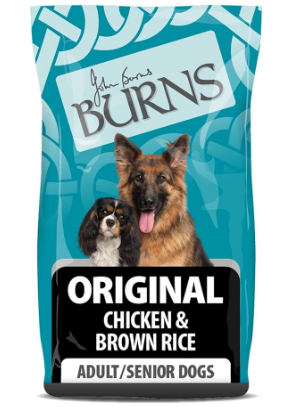 John Burns
BURNS
ORIGINAL
CHICKEN &
BROWN RICE
ADULT/SENIOR DOGS